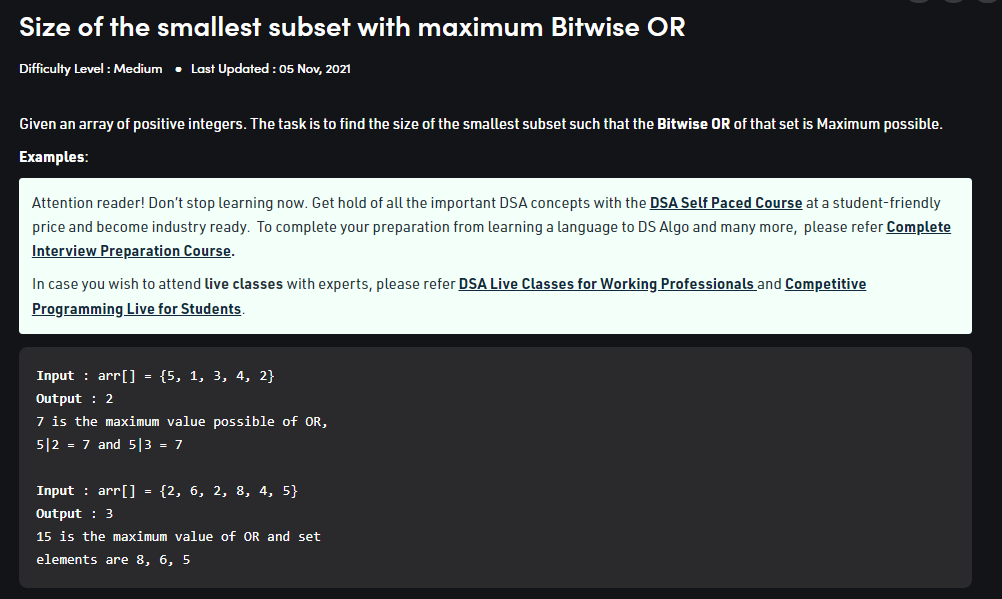 Size of the smallest subset with maximum Bitwise OR
Difficulty Level : Medium ● Last Updated : 05 Nov, 2021
Given an array of positive integers. The task is to find the size of the smallest subset such that the Bitwise OR of that set is Maximum possible.
Examples:
Attention reader! Don’t stop learning now. Get hold of all the important DSA concepts with the DSA Self Paced Course at a student-friendly
price and become industry ready.  To complete your preparation from learning a language to DS Algo and many more,  please refer Complete
Interview Preparation Course.
In case you wish to attend live classes with experts, please refer DSA Live Classes for Working Professionals and Competitive
Programming Live for Students.
Input : arr[] = {5, 1, 3, 4, 2}
Output : 2
7 is the maximum value possible of OR,
5|2 = 7 and 5|3 = 7
Input : arr[] = {2, 6, 2, 8, 4, 5}
Output : 3
15 is the maximum value of OR and set
elements are 8, 6, 5